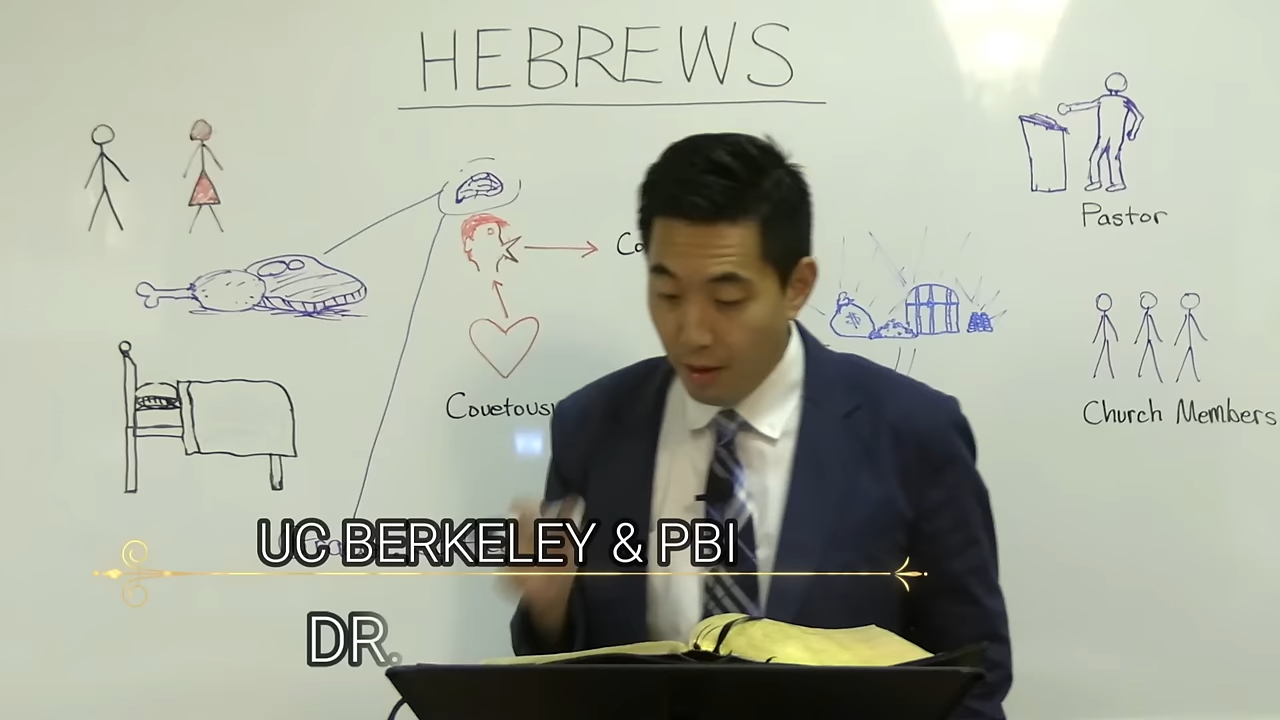 HEBREWS
Pastor
$
Church Members
UC BERKELEY & PBI
DR.